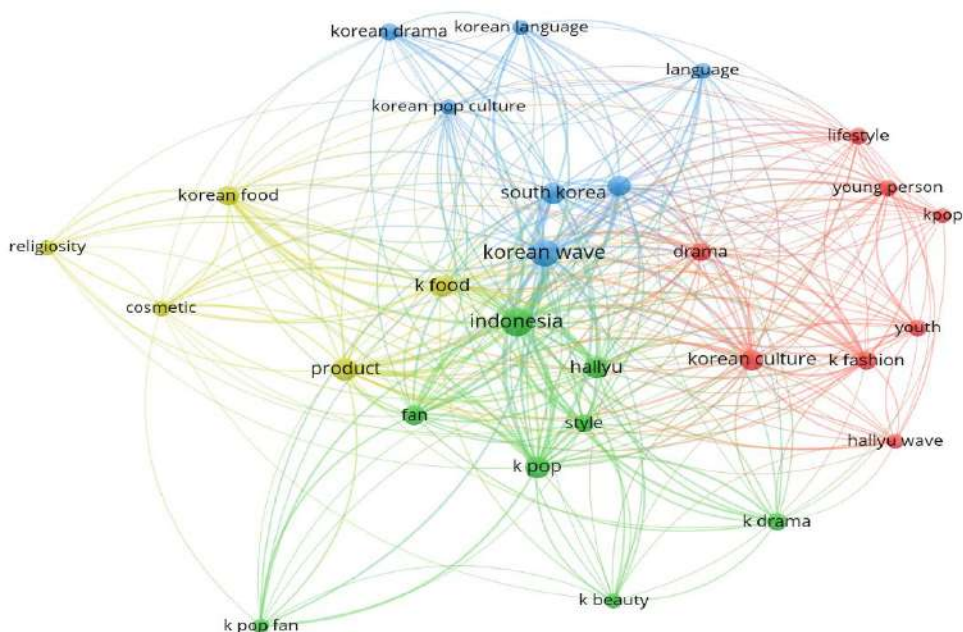 korean drama
korean language
language
korean pop culture
lifestyle
korean food
south korea
young person
kpop
religiosity
korean wave
drama
k food
cosmetic
indonesia
youth
product
hallyu
korean culture
k fashion
fan
style
hallyu wave
k pop
k drama
k beauty
k pop fan